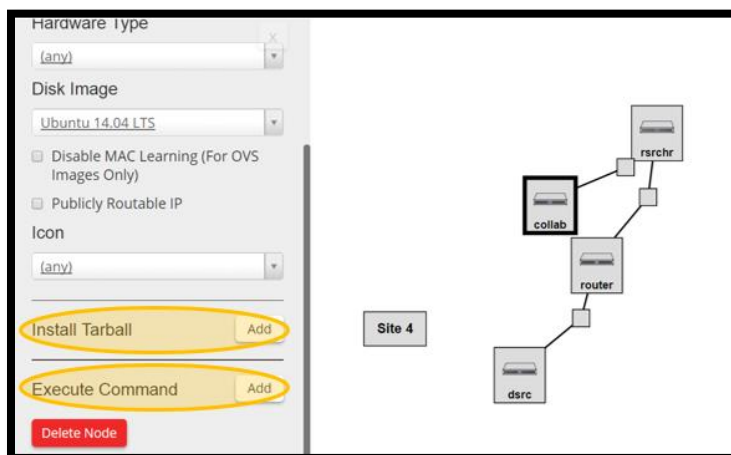 Hardware Type
x
(any)
Disk Image
Ubuntu 14.04 LTS
Disable MAC Learning (For OVS
Images Only)
Publicly Routable IP
Icon
(any)
Install Tarball Add
Execute Command Add
Delete Node
rsrchr
collab
router
Site 4
dsrc